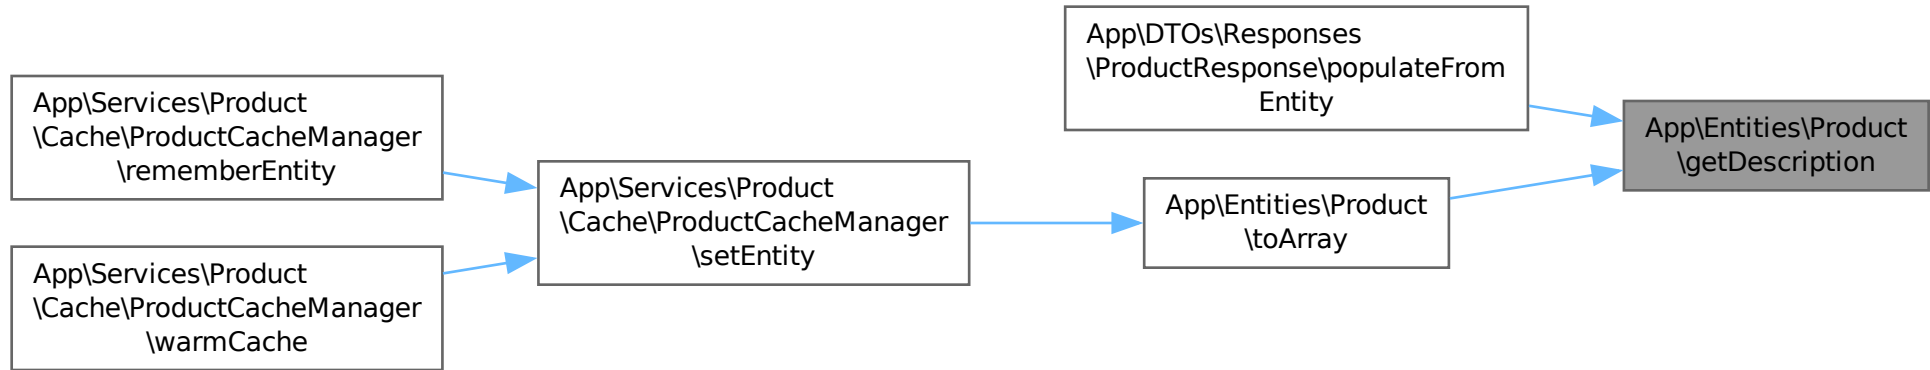 App\Services\Product
\Cache\ProductCacheManager
\rememberEntity
App\Services\Product
\Cache\ProductCacheManager
\warmCache
App\Services\Product
\Cache\ProductCacheManager
\setEntity
App\DTOs\Responses
\ProductResponse\populateFrom
Entity
App\Entities\Product
\toArray
App\Entities\Product
\getDescription